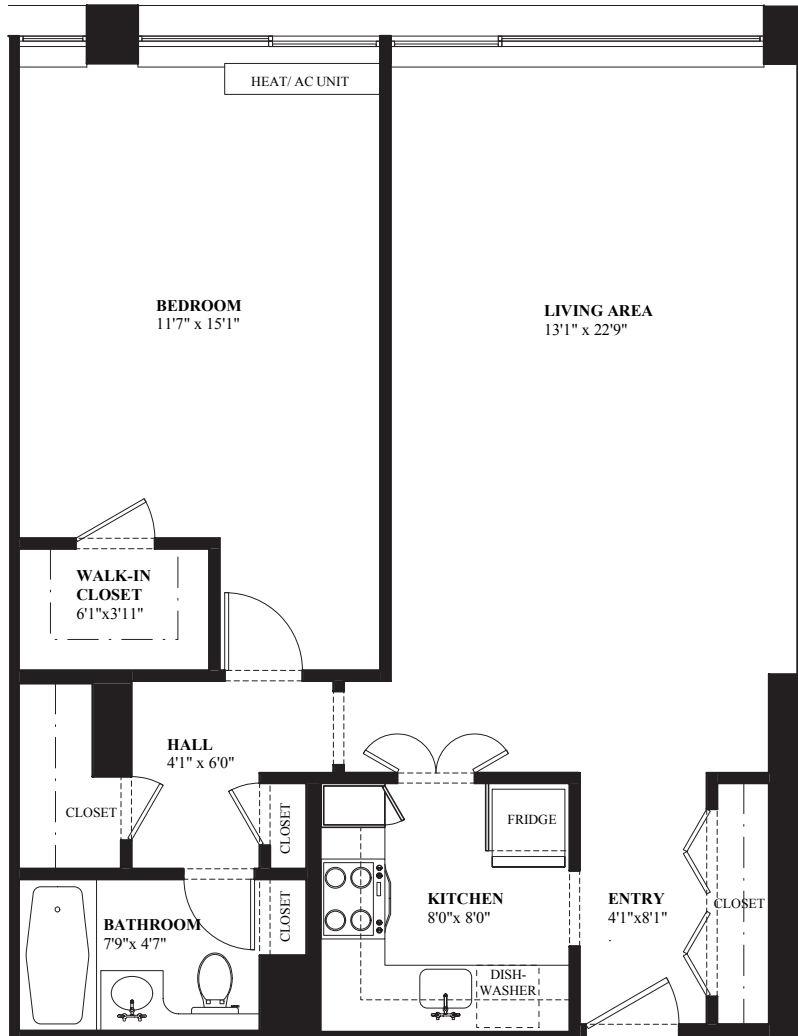 HEAT/ AC UNIT
BEDROOM
11'7" x 15'1"
LIVING AREA
13'1" x 22'9"
WALK-IN
CLOSET
6'1"x3'11"
HALL
4'1" x 6'0"
CLOSET
CLOSET
FRIDGE
KITCHEN
8'0"x 8'0"
ENTRY
4'1"x8'1"
CLOSET
BATHROOM
7'9"x 4'7"
CLOSET
DISH-
WASHER